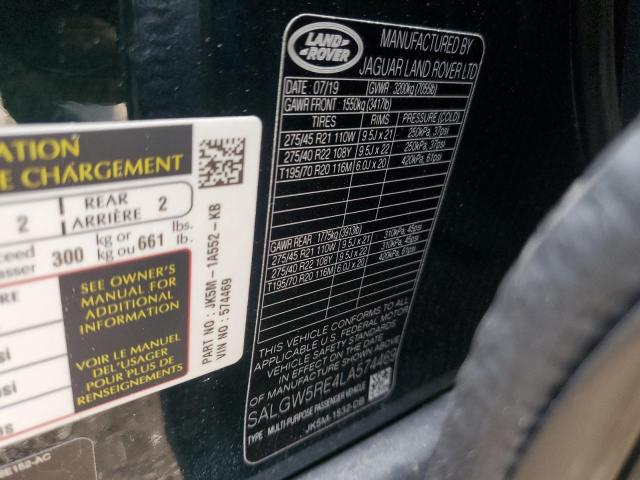 LAND
ROVER
MANUFACTURED BY
JAGUAR LAND ROVER LTD
DATE: 07/19 GVWR 3200kg (7055lb)
GAWR FRONT: 1550kg (3417lb)
TIRES RIMS PRESSURE (COLD)
275/45 R21 110W 9.5J x 21 250kPa, 37psi
275/40 R22 108Y 9.5J x 22 250kPa, 37psi
T195/70 R20 116M 6.0J x 20 420kPa, 61psi
GAWR REAR 1775kg (3913lb)
275/45 R21 110W 9.5J x 21 310kPa, 45psi
275/40 R22 108Y 9.5J x 22 310kPa, 45psi
T195/70 R20 116M 6.0J x 20 420kPa, 61psi
THIS VEHICLE CONFORMS TO ALL
APPLICABLE U.S. FEDERAL MOTOR
VEHICLE SAFETY STANDARDS
IN EFFECT ON THE DATE
OF MANUFACTURE SHOWN ABOVE
SALGW5RE4LA574469
TYPE: MULTI-PURPOSE PASSENGER VEHICLE
JK5M-1532-DB
ATION
E CHARGEMENT
2 REAR
ARRIÈRE 2
ceed
asser 300 kg or
kg ou 661 lbs.
lb.
SEE OWNER'S
MANUAL FOR
ADDITIONAL
INFORMATION
VOIR LE MANUEL
DE L'USAGER
POUR PLUS DE
RENSEIGNEMENTS
PART NO : JK5M-1A552-KB
VIN NO : 574469